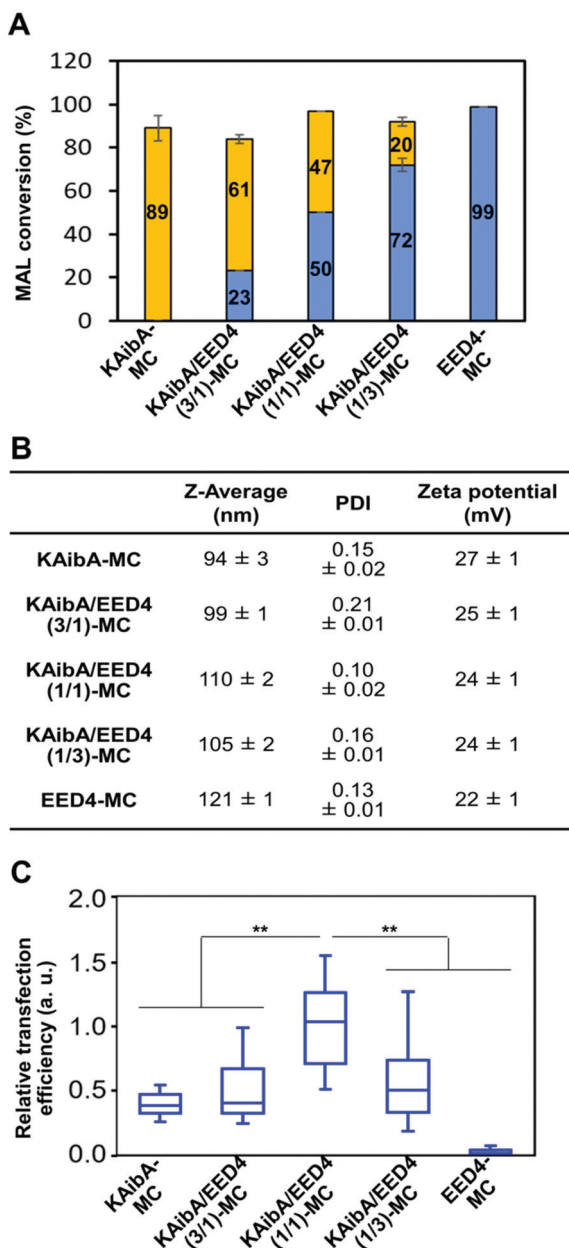 A
120
100
80
60
40
20
0
MAL conversion (%)
89
61
23
47
50
20
72
99
KAibA-
MC
KAibA/EED4
(3/1)-MC
KAibA/EED4
(1/1)-MC
KAibA/EED4
(1/3)-MC
EED4-
MC
B
Z-Average
(nm)
PDI
Zeta potential
(mV)
KAibA-MC 94 ± 3 0.15
± 0.02 27 ± 1
KAibA/EED4
(3/1)-MC 99 ± 1 0.21
± 0.01 25 ± 1
KAibA/EED4
(1/1)-MC 110 ± 2 0.10
± 0.02 24 ± 1
KAibA/EED4
(1/3)-MC 105 ± 2 0.16
± 0.01 24 ± 1
EED4-MC 121 ± 1 0.13
± 0.01 22 ± 1
C
2.0
1.5
1.0
0.5
0.0
Relative transfection
efficiency (a. u.)
**
**
KAibA-
MC
KAibA/EED4
(3/1)-MC
KAibA/EED4
(1/1)-MC
KAibA/EED4
(1/3)-MC
EED4-
MC